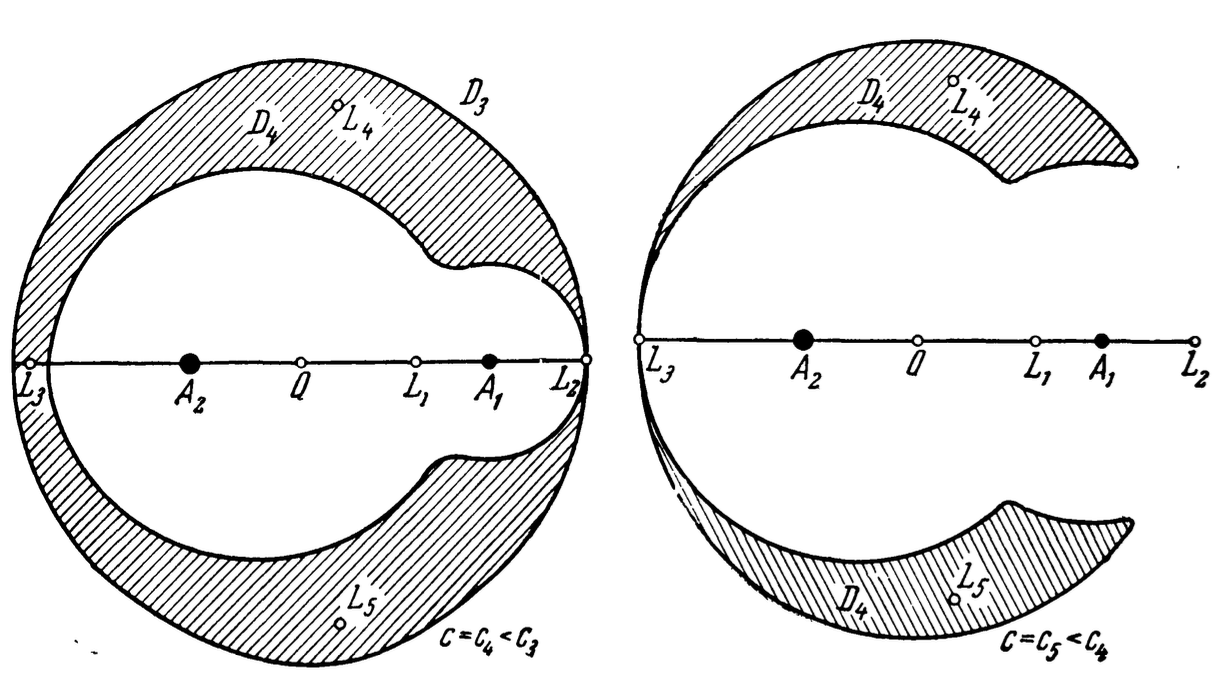 D₃
D₄
L₄
L₃ A₂ Q L₁ A₁ L₂
L₅
C = C₄ < C₃
D₄
L₄
L₃ A₂ Q L₁ A₁ L₂
D₄
L₅
C = C₅ < C₄